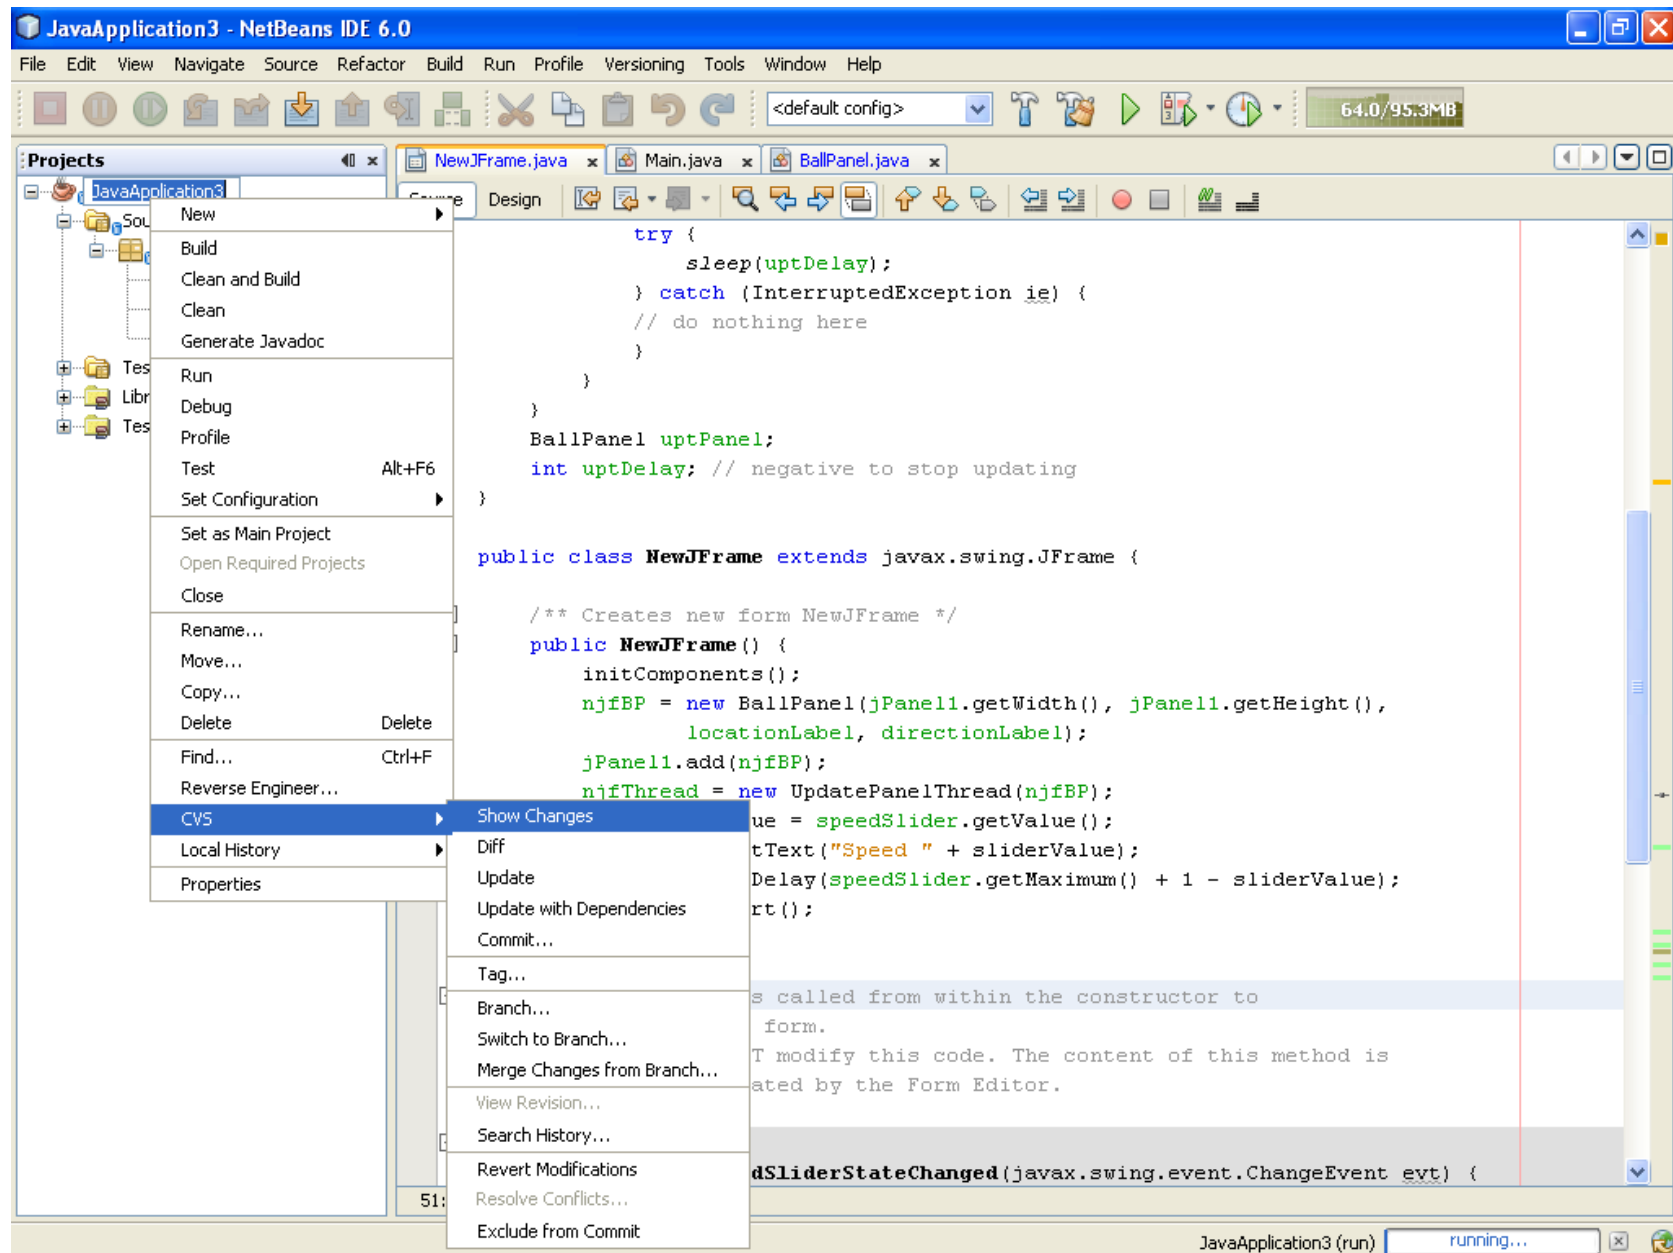 JavaApplication3 - NetBeans IDE 6.0
File Edit View Navigate Source Refactor Build Run Profile Versioning Tools Window Help
<default config>
64.0/95.3MB
Projects
NewJFrame.java
Main.java
BallPanel.java
JavaApplication3
Design
Sou
Tes
Libr
Tes
New
Build
Clean and Build
Clean
Generate Javadoc
Run
Debug
Profile
Test Alt+F6
Set Configuration
Set as Main Project
Open Required Projects
Close
Rename...
Move...
Copy...
Delete Delete
Find... Ctrl+F
Reverse Engineer...
CVS
Local History
Properties
Show Changes
Diff
Update
Update with Dependencies
Commit...
Tag...
Branch...
Switch to Branch...
Merge Changes from Branch...
View Revision...
Search History...
Revert Modifications
Resolve Conflicts...
Exclude from Commit
try {
sleep(uptDelay);
} catch (InterruptedException ie) {
// do nothing here
}
}
}
BallPanel uptPanel;
int uptDelay; // negative to stop updating
}
public class NewJFrame extends javax.swing.JFrame {
/** Creates new form NewJFrame */
public NewJFrame() {
initComponents();
njfBP = new BallPanel(jPanel1.getWidth(), jPanel1.getHeight(),
locationLabel, directionLabel);
jPanel1.add(njfBP);
njfThread = new UpdatePanelThread(njfBP);
ue = speedSlider.getValue();
tText("Speed " + sliderValue);
Delay(speedSlider.getMaximum() + 1 - sliderValue);
rt();
s called from within the constructor to
form.
T modify this code. The content of this method is
ated by the Form Editor.
dSliderStateChanged(javax.swing.event.ChangeEvent evt) {
51:
JavaApplication3 (run) running...